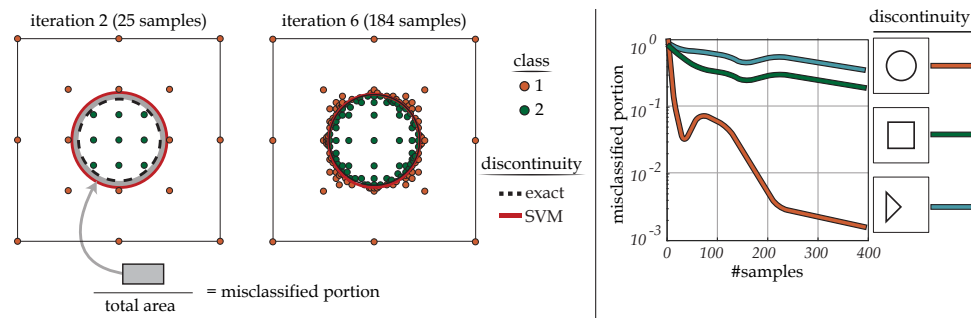 iteration 2 (25 samples)
iteration 6 (184 samples)
class
1
2
discontinuity
exact
SVM
total area
= misclassified portion
discontinuity
misclassified portion
10^0
10^-1
10^-2
10^-3
0
100
200
300
400
#samples